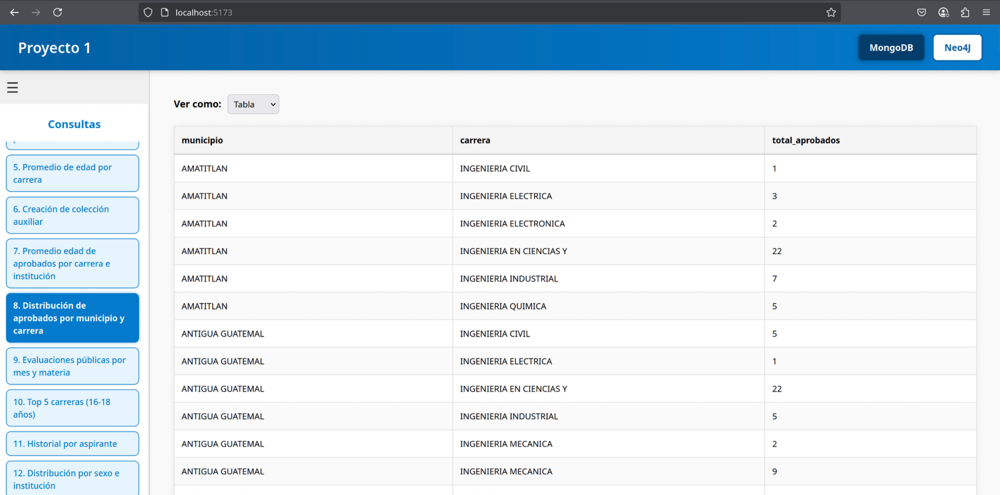 localhost:5173
Proyecto 1
MongoDB
Neo4J
☰
Consultas
5. Promedio de edad por
carrera
6. Creación de colección
auxiliar
7. Promedio edad de
aprobados por carrera e
institución
8. Distribución de
aprobados por municipio y
carrera
9. Evaluaciones públicas por
mes y materia
10. Top 5 carreras (16-18
años)
11. Historial por aspirante
12. Distribución por sexo e
institución
Ver como: Tabla
municipio carrera total_aprobados
AMATITLAN INGENIERIA CIVIL 1
AMATITLAN INGENIERIA ELECTRICA 3
AMATITLAN INGENIERIA ELECTRONICA 2
AMATITLAN INGENIERIA EN CIENCIAS Y 22
AMATITLAN INGENIERIA INDUSTRIAL 7
AMATITLAN INGENIERIA QUIMICA 5
ANTIGUA GUATEMAL INGENIERIA CIVIL 5
ANTIGUA GUATEMAL INGENIERIA ELECTRICA 1
ANTIGUA GUATEMAL INGENIERIA EN CIENCIAS Y 22
ANTIGUA GUATEMAL INGENIERIA INDUSTRIAL 5
ANTIGUA GUATEMAL INGENIERIA MECANICA 2
ANTIGUA GUATEMAL INGENIERIA MECANICA 9